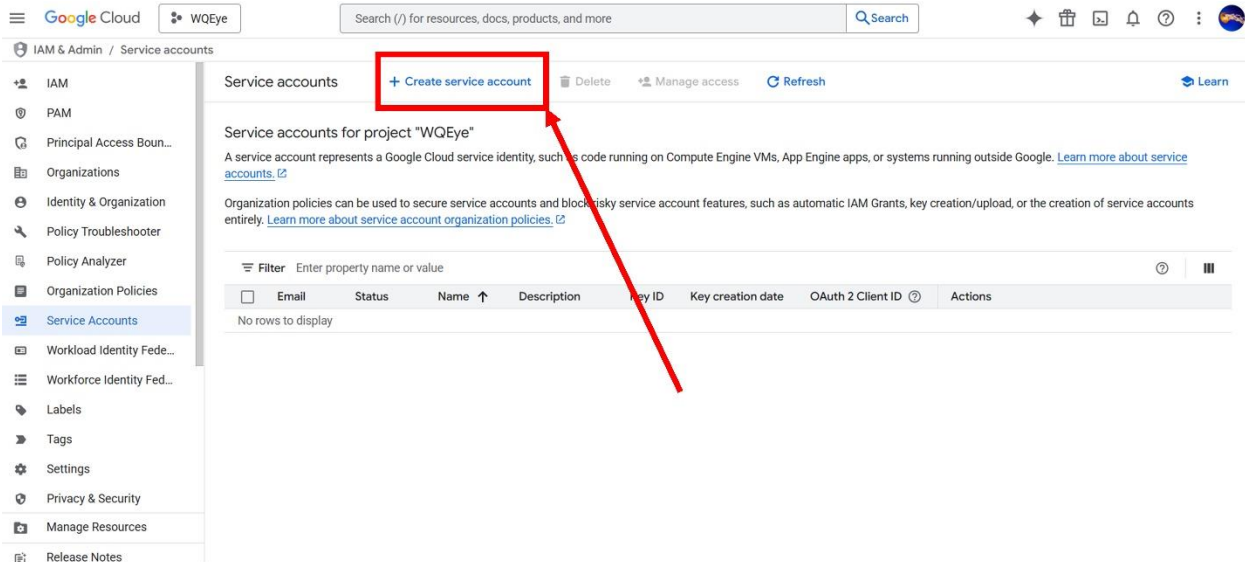 Google Cloud
WQEye
Search (/) for resources, docs, products, and more
Search
IAM & Admin / Service accounts
IAM
PAM
Principal Access Boun...
Organizations
Identity & Organization
Policy Troubleshooter
Policy Analyzer
Organization Policies
Service Accounts
Workload Identity Fede...
Workforce Identity Fed...
Labels
Tags
Settings
Privacy & Security
Manage Resources
Release Notes
Service accounts
+ Create service account
Delete
Manage access
Refresh
Learn
Service accounts for project "WQEye"
A service account represents a Google Cloud service identity, such as code running on Compute Engine VMs, App Engine apps, or systems running outside Google. Learn more about service
accounts.
Organization policies can be used to secure service accounts and block risky service account features, such as automatic IAM Grants, key creation/upload, or the creation of service accounts
entirely. Learn more about service account organization policies.
Filter Enter property name or value
Email Status Name ↑ Description Key ID Key creation date OAuth 2 Client ID Actions
No rows to display